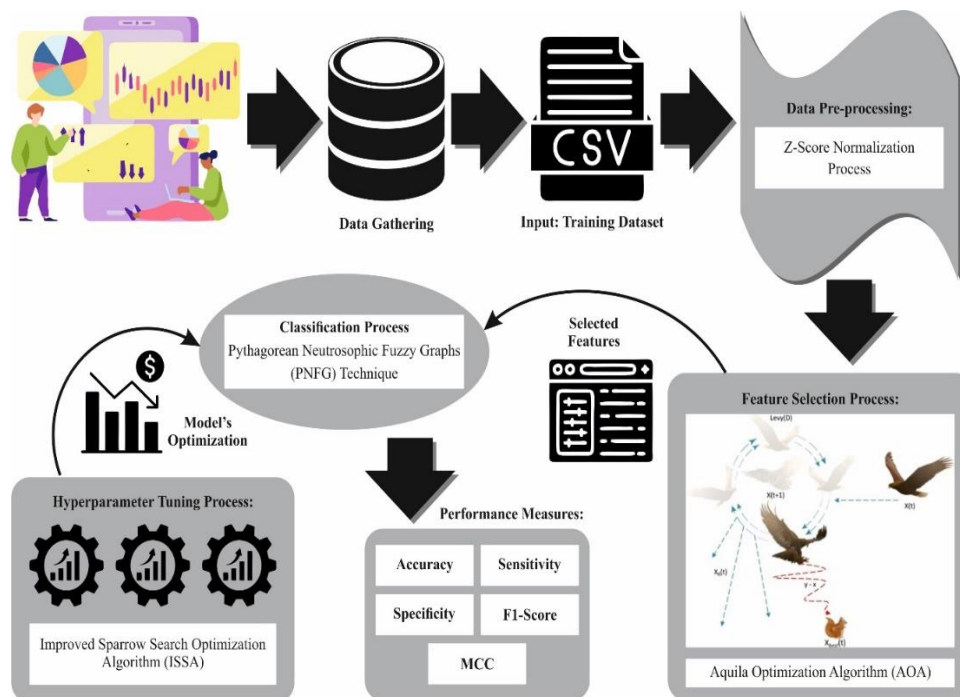 Data Gathering
CSV
Input: Training Dataset
Data Pre-processing:
Z-Score Normalization
Process
Classification Process
Pythagorean Neutrosophic Fuzzy Graphs
(PNFG) Technique
Selected
Features
$
Model's
Optimization
Feature Selection Process:
Levy(D)
X(t+1)
X(t)
y - x
Aquila Optimization Algorithm (AOA)
Hyperparameter Tuning Process:
Improved Sparrow Search Optimization
Algorithm (ISSA)
Performance Measures:
Accuracy
Sensitivity
Specificity
F1-Score
MCC